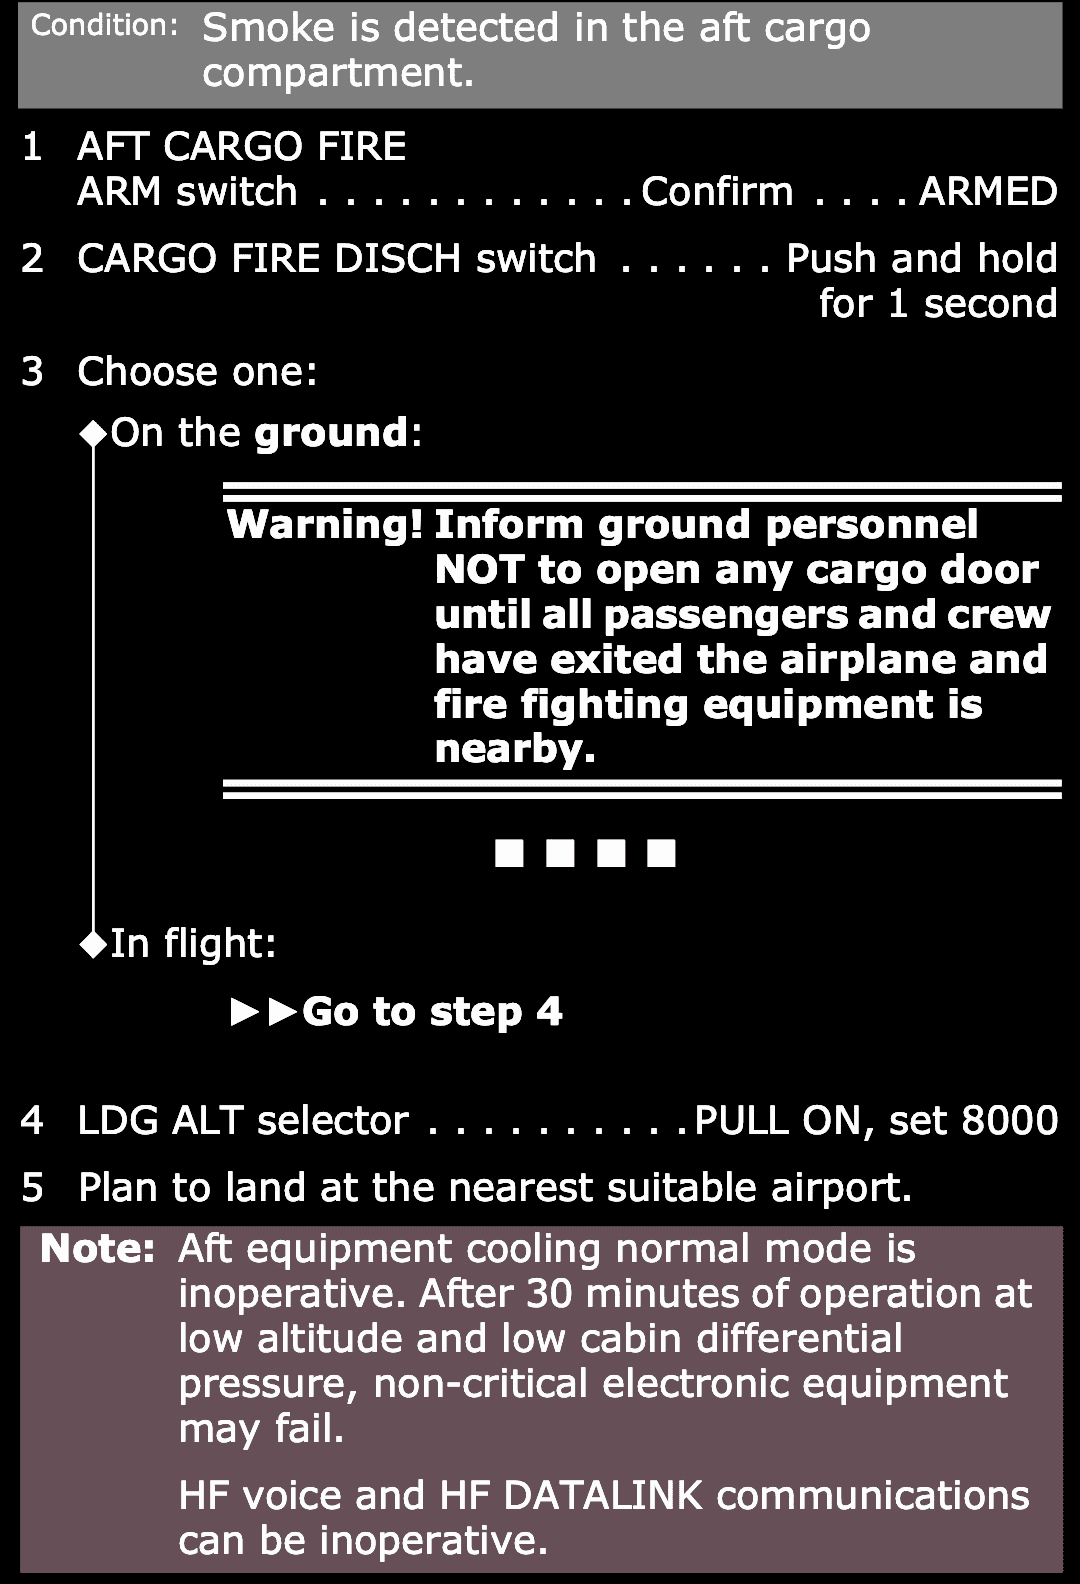 Condition: Smoke is detected in the aft cargo
compartment.
1 AFT CARGO FIRE
ARM switch . . . . . . . . . . . . Confirm . . . . ARMED
2 CARGO FIRE DISCH switch . . . . . . Push and hold
for 1 second
3 Choose one:
◆On the ground:
Warning! Inform ground personnel
NOT to open any cargo door
until all passengers and crew
have exited the airplane and
fire fighting equipment is
nearby.
■ ■ ■ ■
◆In flight:
►►Go to step 4
4 LDG ALT selector . . . . . . . . . . PULL ON, set 8000
5 Plan to land at the nearest suitable airport.
Note: Aft equipment cooling normal mode is
inoperative. After 30 minutes of operation at
low altitude and low cabin differential
pressure, non-critical electronic equipment
may fail.
HF voice and HF DATALINK communications
can be inoperative.